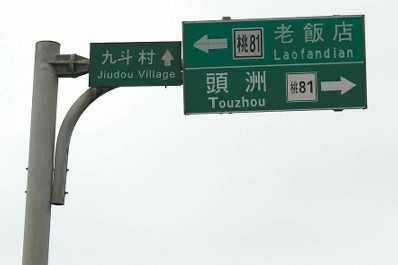 九斗村
Jiudou Village
桃81 老飯店
Laofandian
頭洲 桃81
Touzhou